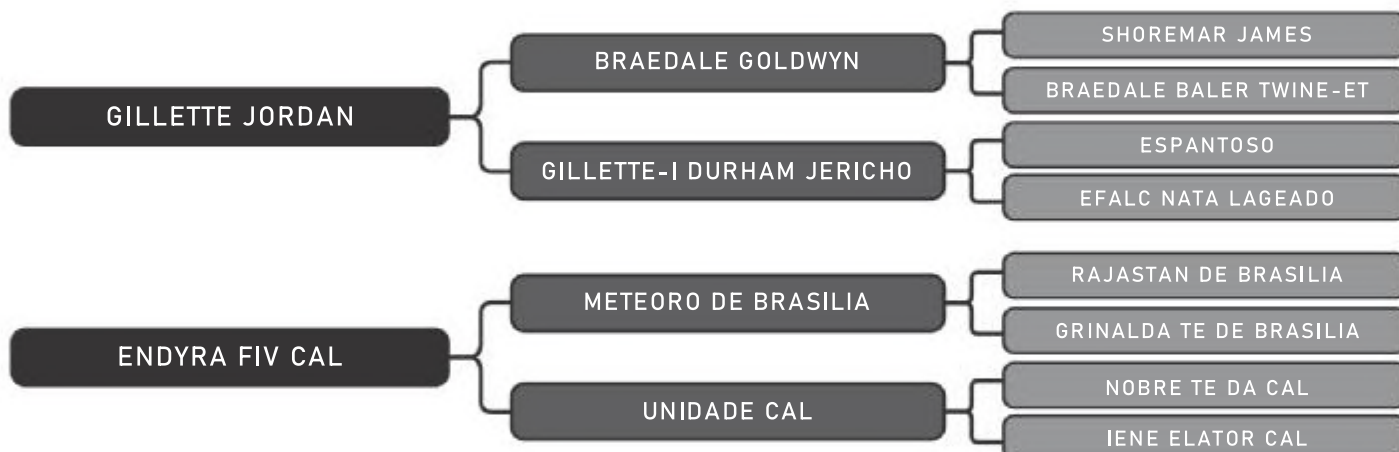 GILLETTE JORDAN
BRAEDALE GOLDWYN
SHOREMAR JAMES
BRAEDALE BALER TWINE-ET
GILLETTE-I DURHAM JERICHO
ESPANTOSO
EFALC NATA LAGEADO
ENDYRA FIV CAL
METEORO DE BRASILIA
RAJASTAN DE BRASÍLIA
GRINALDA TE DE BRASILIA
UNIDADE CAL
NOBRE TE DA CAL
IENE ELATOR CAL